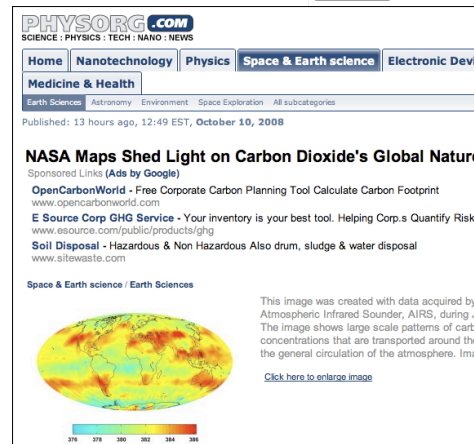 PHYSORG.COM
SCIENCE : PHYSICS : TECH : NANO : NEWS
Home Nanotechnology Physics Space & Earth science Electronic Devi
Medicine & Health
Earth Sciences Astronomy Environment Space Exploration All subcategories
Published: 13 hours ago, 12:49 EST, October 10, 2008
NASA Maps Shed Light on Carbon Dioxide's Global Nature
Sponsored Links (Ads by Google)
OpenCarbonWorld - Free Corporate Carbon Planning Tool Calculate Carbon Footprint
www.opencarbonworld.com
E Source Corp GHG Service - Your inventory is your best tool. Helping Corp.s Quantify Risk
www.esource.com/public/products/ghg
Soil Disposal - Hazardous & Non Hazardous Also drum, sludge & water disposal
www.sitewaste.com
Space & Earth science / Earth Sciences
This image was created with data acquired by
Atmospheric Infrared Sounder, AIRS, during J
The image shows large scale patterns of carb
concentrations that are transported around the
the general circulation of the atmosphere. Ima
Click here to enlarge image
376 378 380 382 384 386